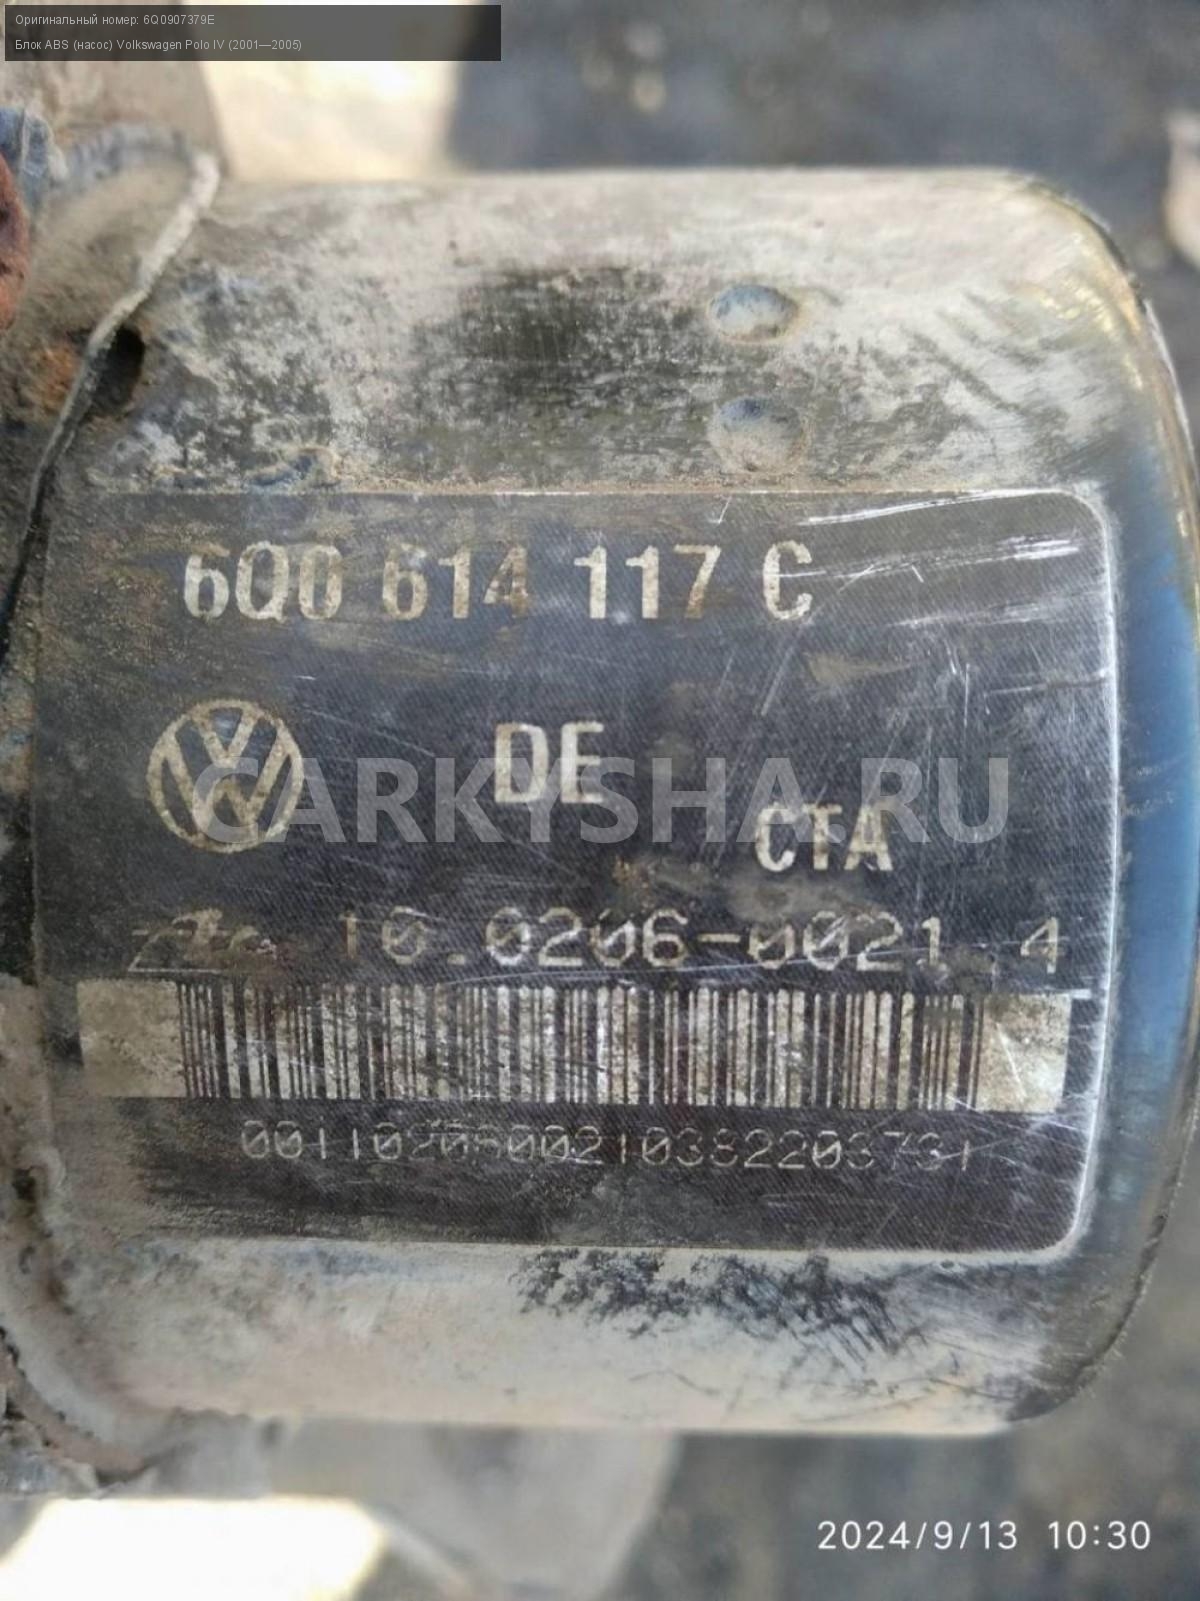 Оригинальный номер: 6Q0907379E
Блок ABS (насос) Volkswagen Polo IV (2001—2005)
6Q0 614 117 C
DE
CARKYSHA.RU
CTA
10.0206-0021.4
0011020600210382203731
2024/9/13 10:30